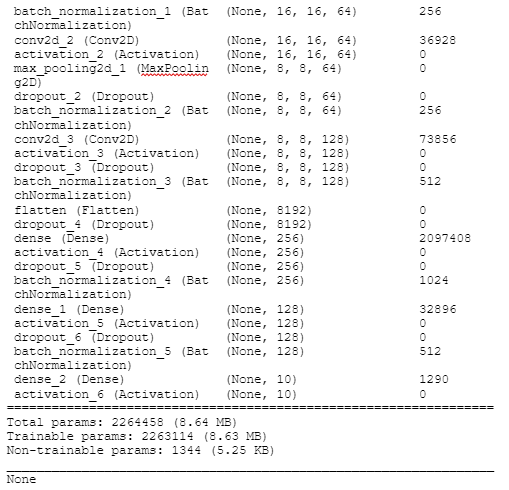 batch_normalization_1 (Bat  (None, 16, 16, 64)  256
chNormalization)
conv2d_2 (Conv2D)  (None, 16, 16, 64)  36928
activation_2 (Activation)  (None, 16, 16, 64)  0
max_pooling2d_1 (MaxPoolin  (None, 8, 8, 64)  0
g2D)
dropout_2 (Dropout)  (None, 8, 8, 64)  0
batch_normalization_2 (Bat  (None, 8, 8, 64)  256
chNormalization)
conv2d_3 (Conv2D)  (None, 8, 8, 128)  73856
activation_3 (Activation)  (None, 8, 8, 128)  0
dropout_3 (Dropout)  (None, 8, 8, 128)  0
batch_normalization_3 (Bat  (None, 8, 8, 128)  512
chNormalization)
flatten (Flatten)  (None, 8192)  0
dropout_4 (Dropout)  (None, 8192)  0
dense (Dense)  (None, 256)  2097408
activation_4 (Activation)  (None, 256)  0
dropout_5 (Dropout)  (None, 256)  0
batch_normalization_4 (Bat  (None, 256)  1024
chNormalization)
dense_1 (Dense)  (None, 128)  32896
activation_5 (Activation)  (None, 128)  0
dropout_6 (Dropout)  (None, 128)  0
batch_normalization_5 (Bat  (None, 128)  512
chNormalization)
dense_2 (Dense)  (None, 10)  1290
activation_6 (Activation)  (None, 10)  0
=================================================================
Total params: 2264458 (8.64 MB)
Trainable params: 2263114 (8.63 MB)
Non-trainable params: 1344 (5.25 KB)
_________________________________________________________________
None